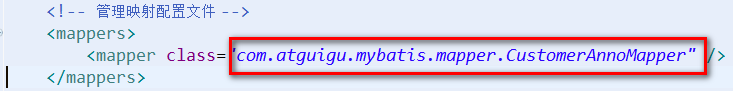 <!-- 管理映射配置文件 -->
<mappers>
<mapper class="com.atguigu.mybatis.mapper.CustomerAnnoMapper" />
</mappers>